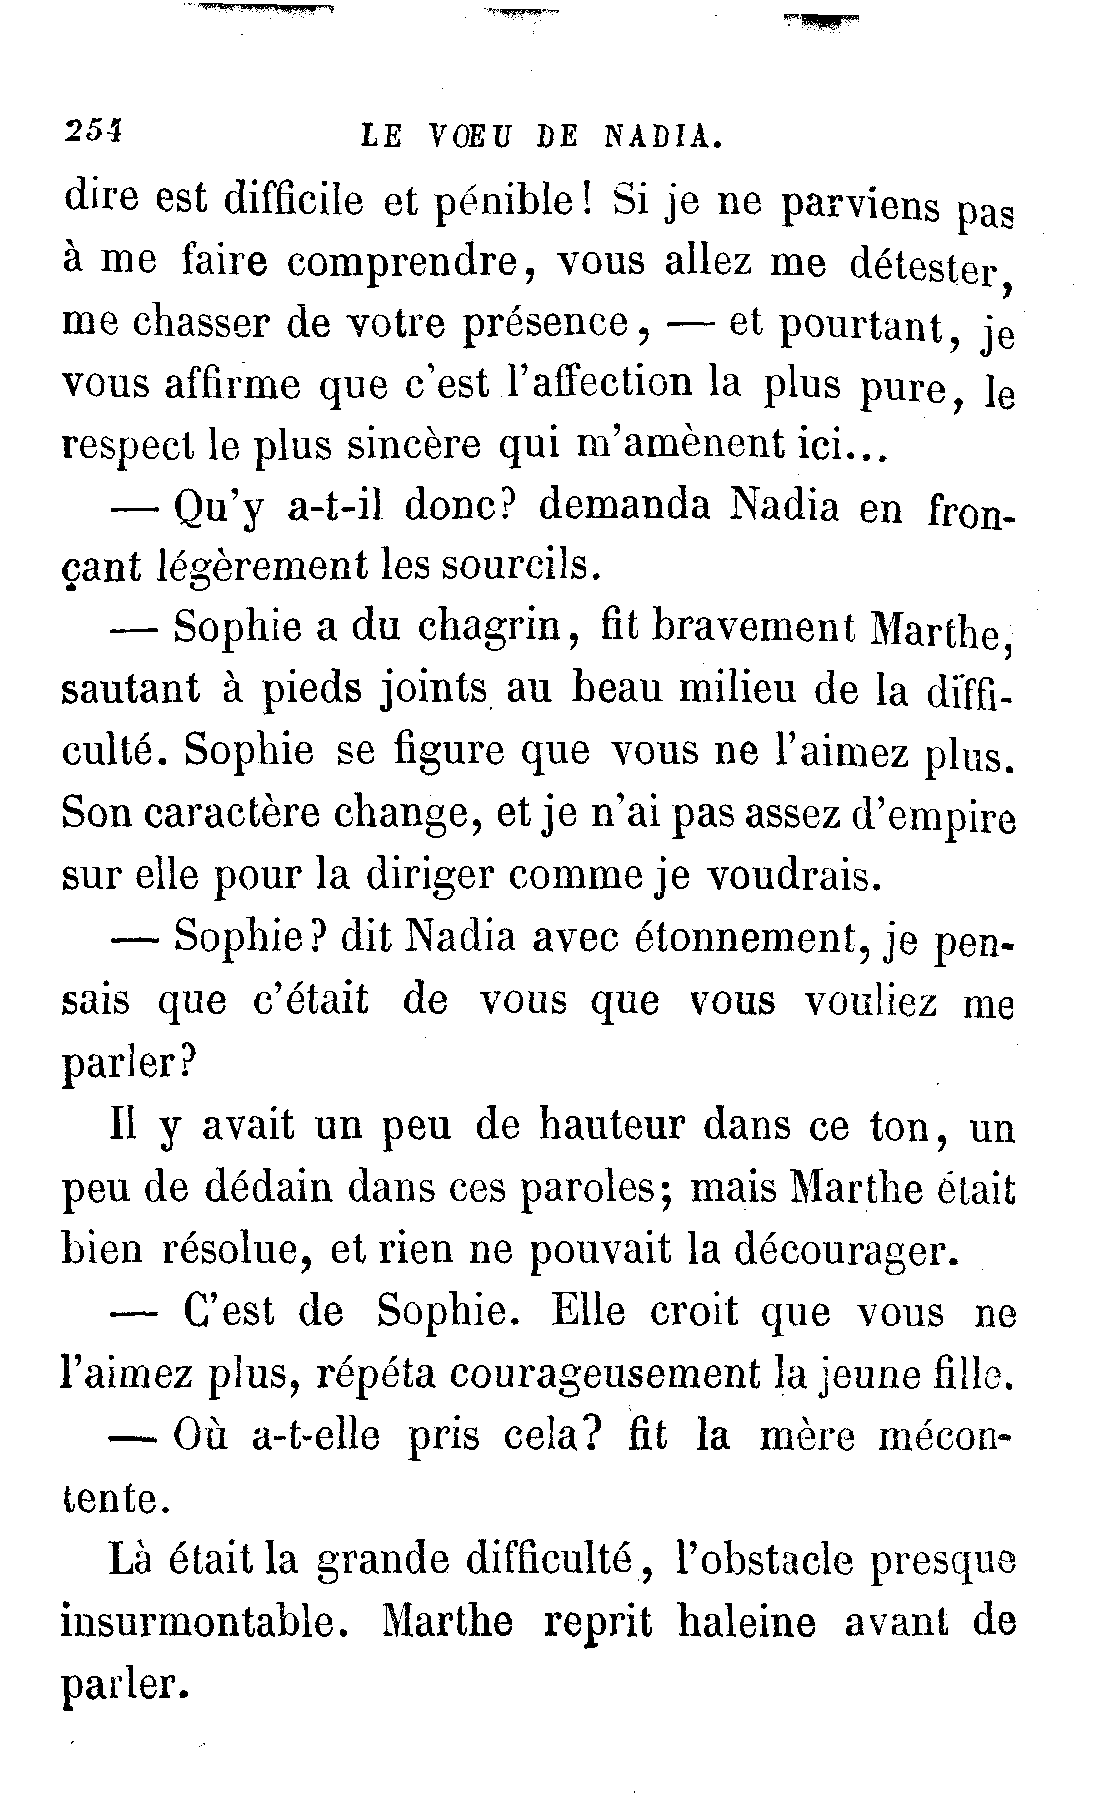 254 LE VŒU DE NADIA.
dire est difficile et pénible! Si je ne parviens pas
à me faire comprendre, vous allez me détester,
me chasser de votre présence, — et pourtant, je
vous affirme que c'est l'affection la plus pure, le
respect le plus sincère qui m'amènent ici...
— Qu'y a-t-il donc? demanda Nadia en fron-
çant légèrement les sourcils.
— Sophie a du chagrin, fit bravement Marthe,
sautant à pieds joints au beau milieu de la diffi-
culté. Sophie se figure que vous ne l'aimez plus.
Son caractère change, et je n'ai pas assez d'empire
sur elle pour la diriger comme je voudrais.
— Sophie? dit Nadia avec étonnement, je pen-
sais que c'était de vous que vous vouliez me
parler?
Il y avait un peu de hauteur dans ce ton, un
peu de dédain dans ces paroles; mais Marthe était
bien résolue, et rien ne pouvait la décourager.
— C'est de Sophie. Elle croit que vous ne
l'aimez plus, répéta courageusement la jeune fille.
— Où a-t-elle pris cela? fit la mère mécon-
tente.
Là était la grande difficulté, l'obstacle presque
insurmontable. Marthe reprit haleine avant de
parler.